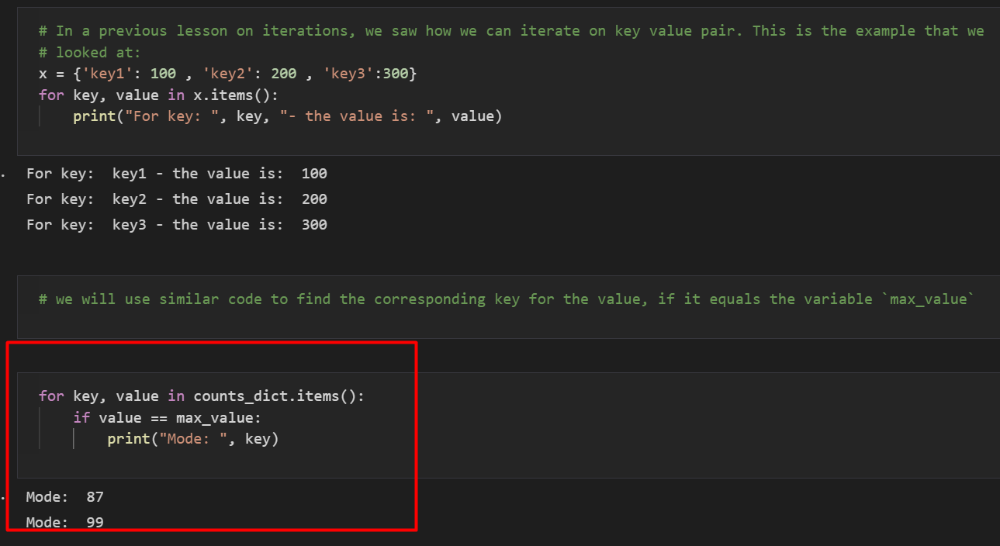 # In a previous lesson on iterations, we saw how we can iterate on key value pair. This is the example that we
# looked at:
x = {'key1': 100 , 'key2': 200 , 'key3':300}
for key, value in x.items():
    print("For key: ", key, "- the value is: ", value)
For key:  key1 - the value is:  100
For key:  key2 - the value is:  200
For key:  key3 - the value is:  300
# we will use similar code to find the corresponding key for the value, if it equals the variable `max_value`
for key, value in counts_dict.items():
    if value == max_value:
        print("Mode: ", key)
Mode:  87
Mode:  99